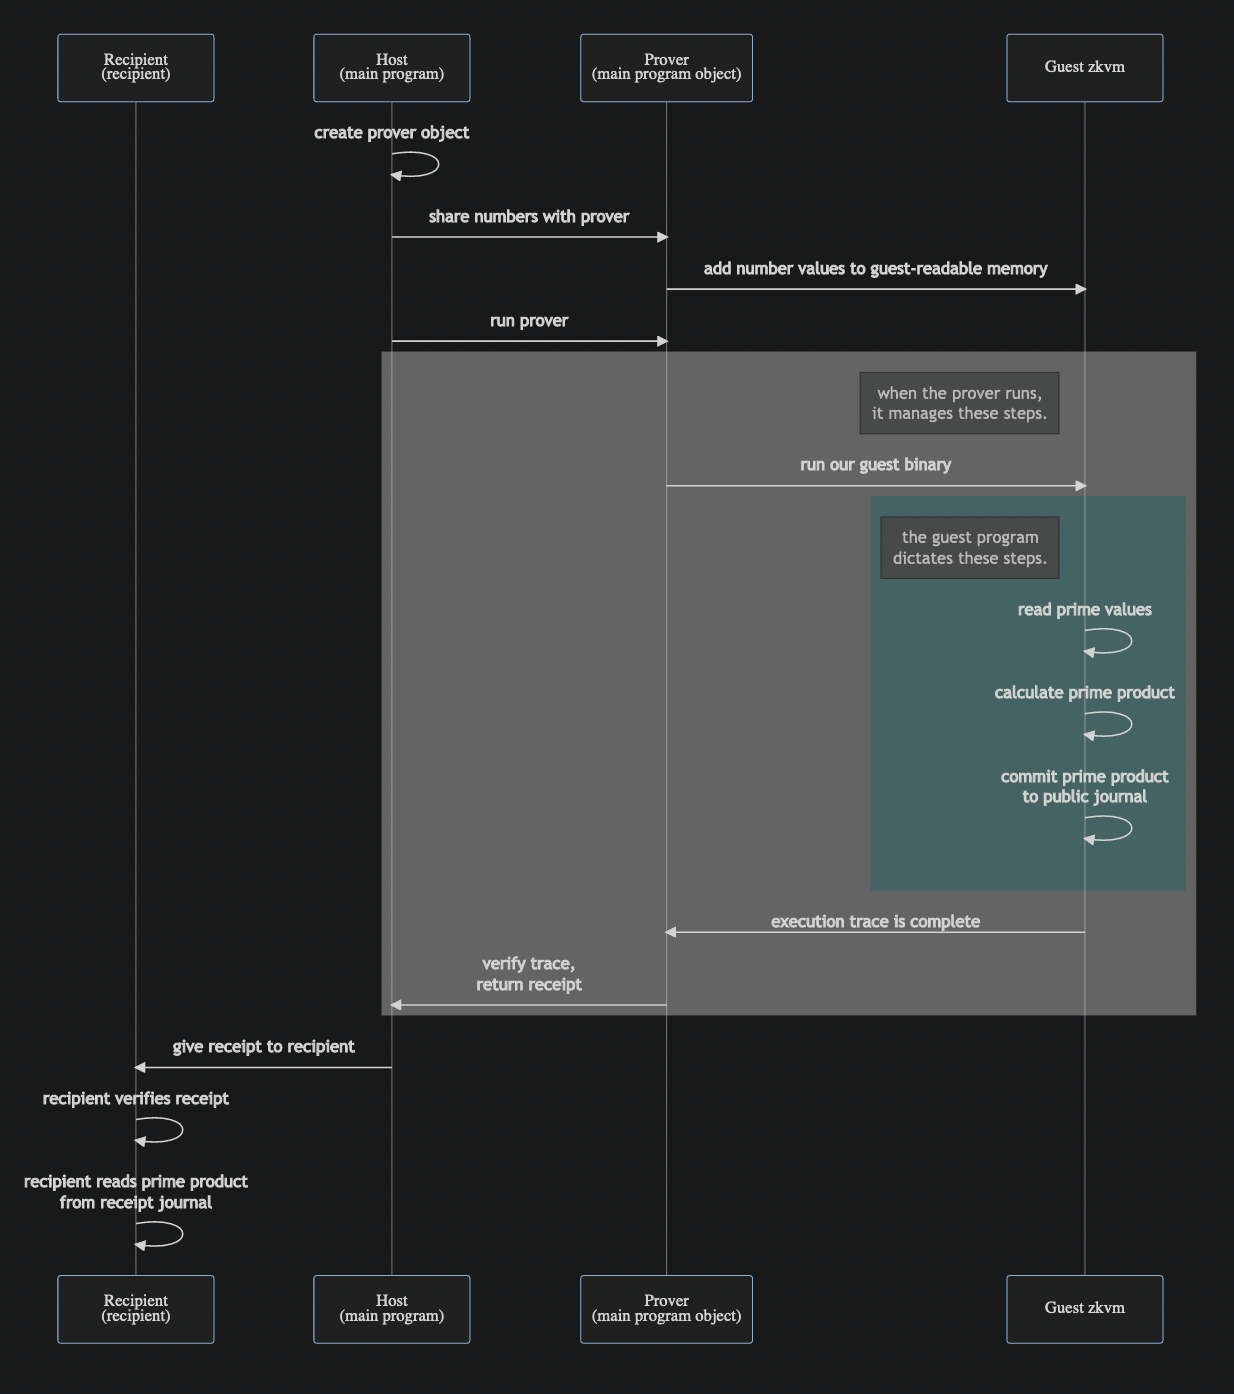 Recipient
(recipient)
Host
(main program)
Prover
(main program object)
Guest zkvm
create prover object
share numbers with prover
add number values to guest-readable memory
run prover
when the prover runs,
it manages these steps.
run our guest binary
the guest program
dictates these steps.
read prime values
calculate prime product
commit prime product
to public journal
execution trace is complete
verify trace,
return receipt
give receipt to recipient
recipient verifies receipt
recipient reads prime product
from receipt journal
Recipient
(recipient)
Host
(main program)
Prover
(main program object)
Guest zkvm